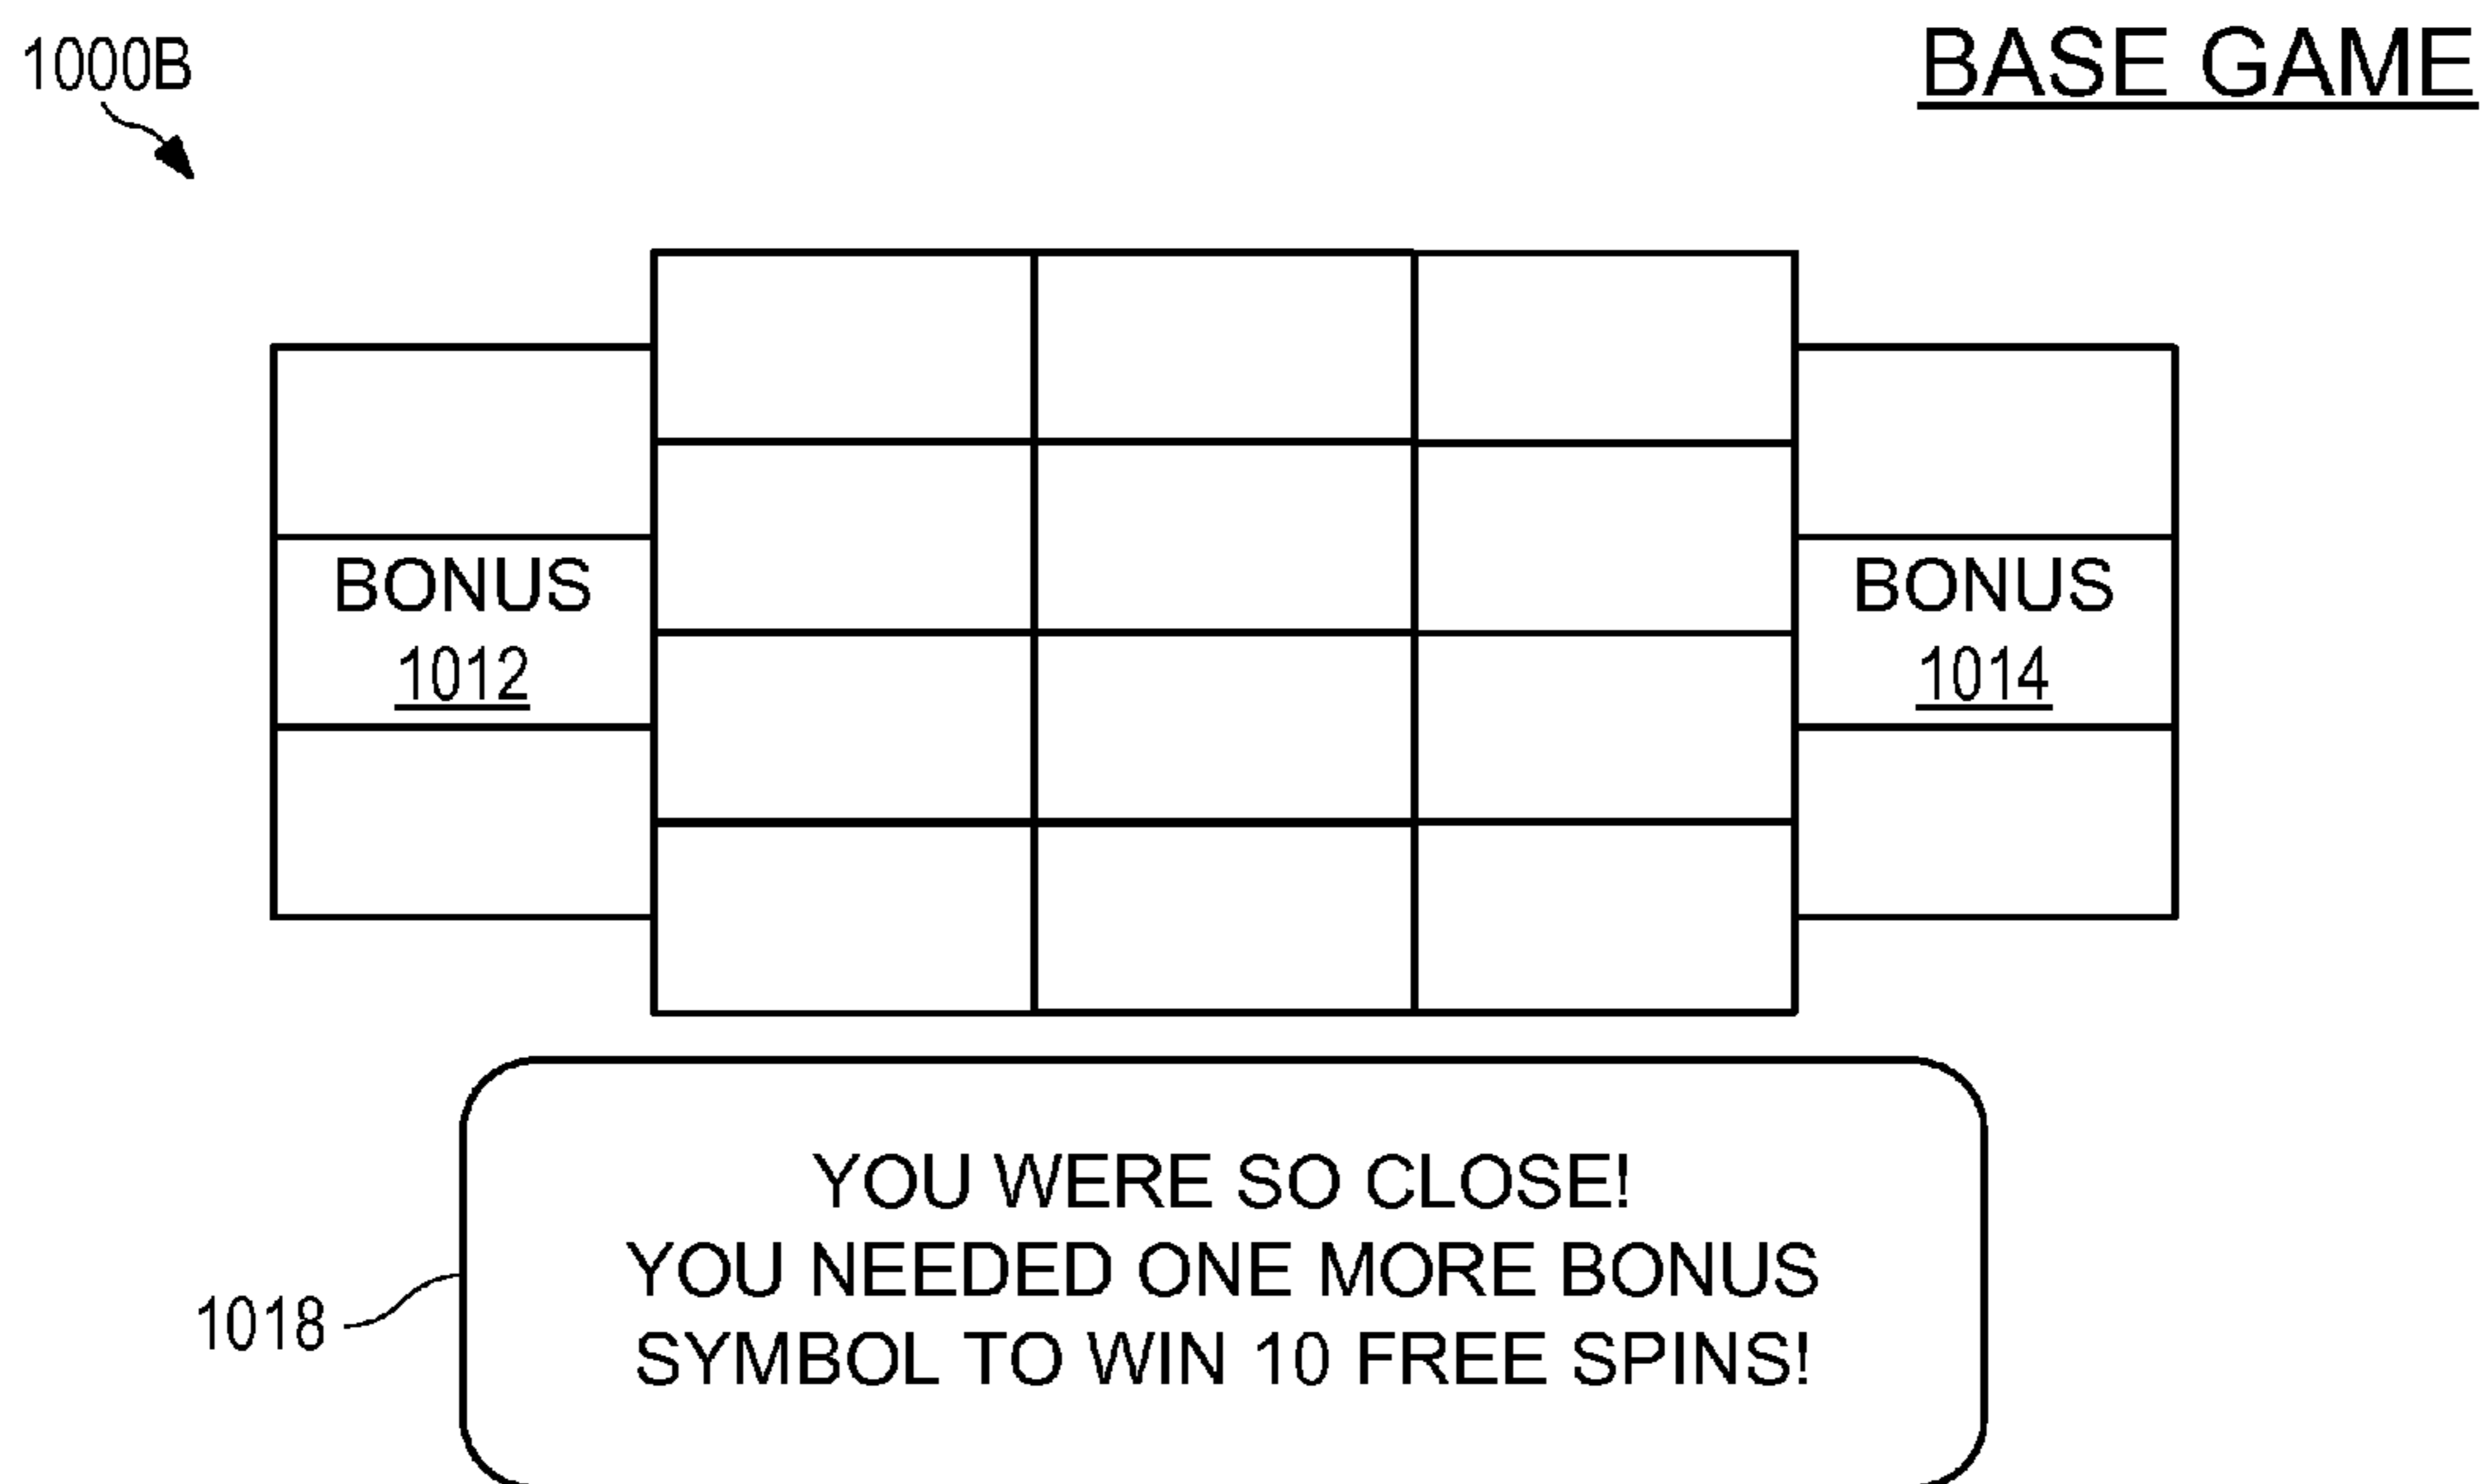 1000B
BASE GAME
BONUS
1012
BONUS
1014
YOU WERE SO CLOSE!
YOU NEEDED ONE MORE BONUS
SYMBOL TO WIN 10 FREE SPINS!
1018